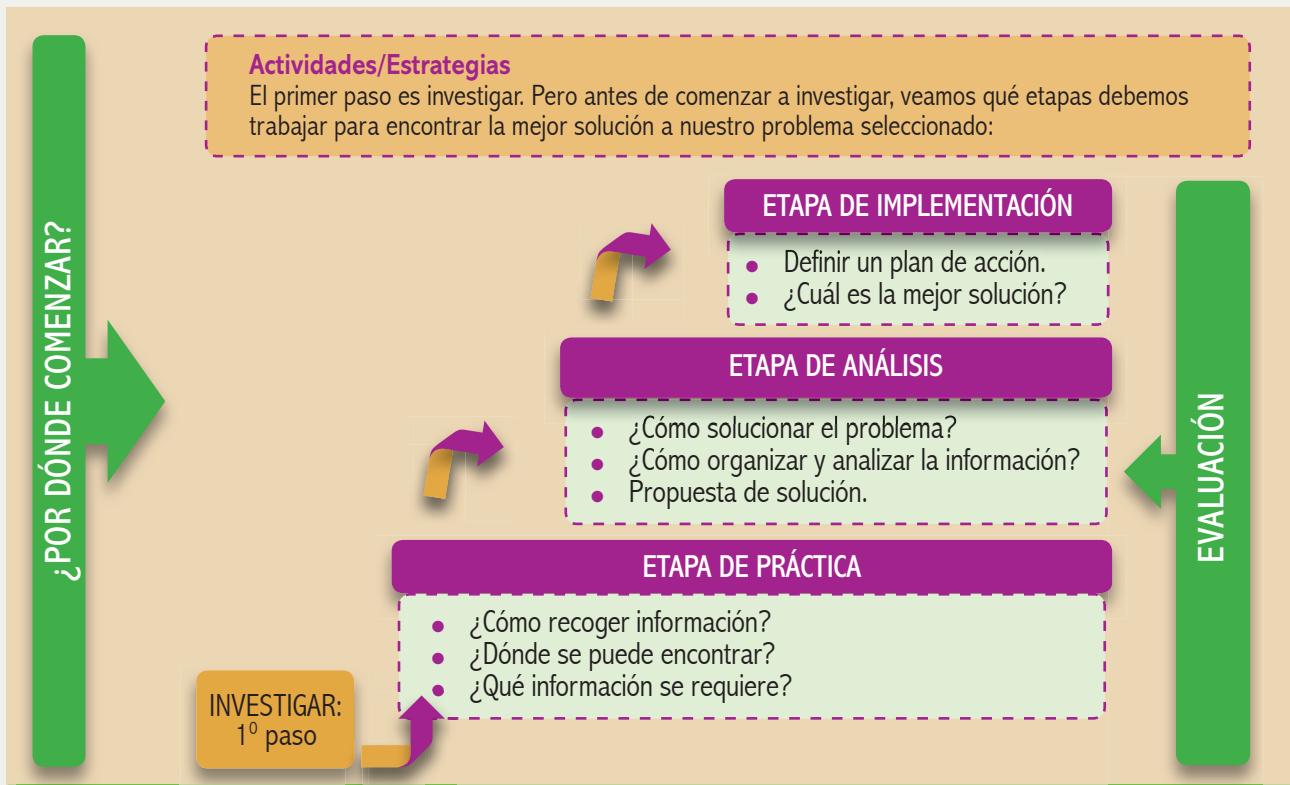 ¿POR DÓNDE COMENZAR?
Actividades/Estrategias
El primer paso es investigar. Pero antes de comenzar a investigar, veamos qué etapas debemos
trabajar para encontrar la mejor solución a nuestro problema seleccionado:
ETAPA DE IMPLEMENTACIÓN
● Definir un plan de acción.
● ¿Cuál es la mejor solución?
ETAPA DE ANÁLISIS
● ¿Cómo solucionar el problema?
● ¿Cómo organizar y analizar la información?
● Propuesta de solución.
ETAPA DE PRÁCTICA
● ¿Cómo recoger información?
● ¿Dónde se puede encontrar?
● ¿Qué información se requiere?
INVESTIGAR:
1⁰ paso
EVALUACIÓN